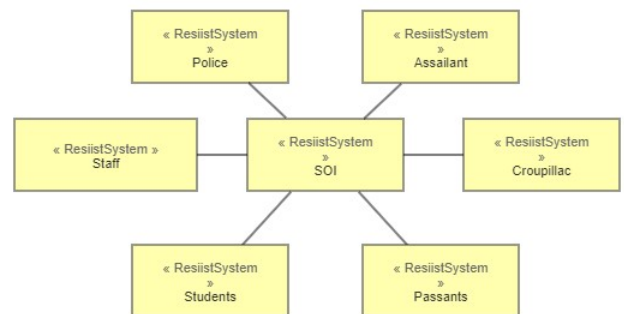 « ResiistSystem
»
Police
« ResiistSystem
»
Assailant
« ResiistSystem »
Staff
« ResiistSystem
»
SOI
« ResiistSystem
»
Croupillac
« ResiistSystem
»
Students
« ResiistSystem
»
Passants